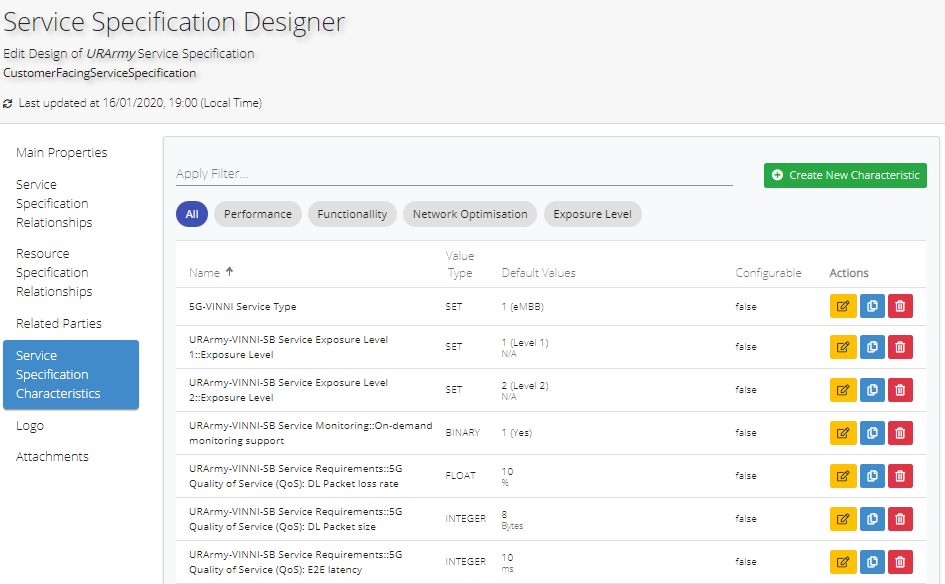 Service Specification Designer
Edit Design of URArmy Service Specification
CustomerFacingServiceSpecification
Last updated at 16/01/2020, 19:00 (Local Time)
Main Properties
Service
Specification
Relationships
Resource
Specification
Relationships
Related Parties
Service
Specification
Characteristics
Logo
Attachments
Apply Filter...
Create New Characteristic
All Performance Functionallity Network Optimisation Exposure Level
Name Value Type Default Values Configurable Actions
5G-VINNI Service Type SET 1 (eMBB) false
URArmy-VINNI-SB Service Exposure Level
1::Exposure Level SET 1 (Level 1)
N/A false
URArmy-VINNI-SB Service Exposure Level
2::Exposure Level SET 2 (Level 2)
N/A false
URArmy-VINNI-SB Service Monitoring::On-demand
monitoring support BINARY 1 (Yes) false
URArmy-VINNI-SB Service Requirements::5G
Quality of Service (QoS): DL Packet loss rate FLOAT 10
% false
URArmy-VINNI-SB Service Requirements::5G
Quality of Service (QoS): DL Packet size INTEGER 8
Bytes false
URArmy-VINNI-SB Service Requirements::5G
Quality of Service (QoS): E2E latency INTEGER 10
ms false